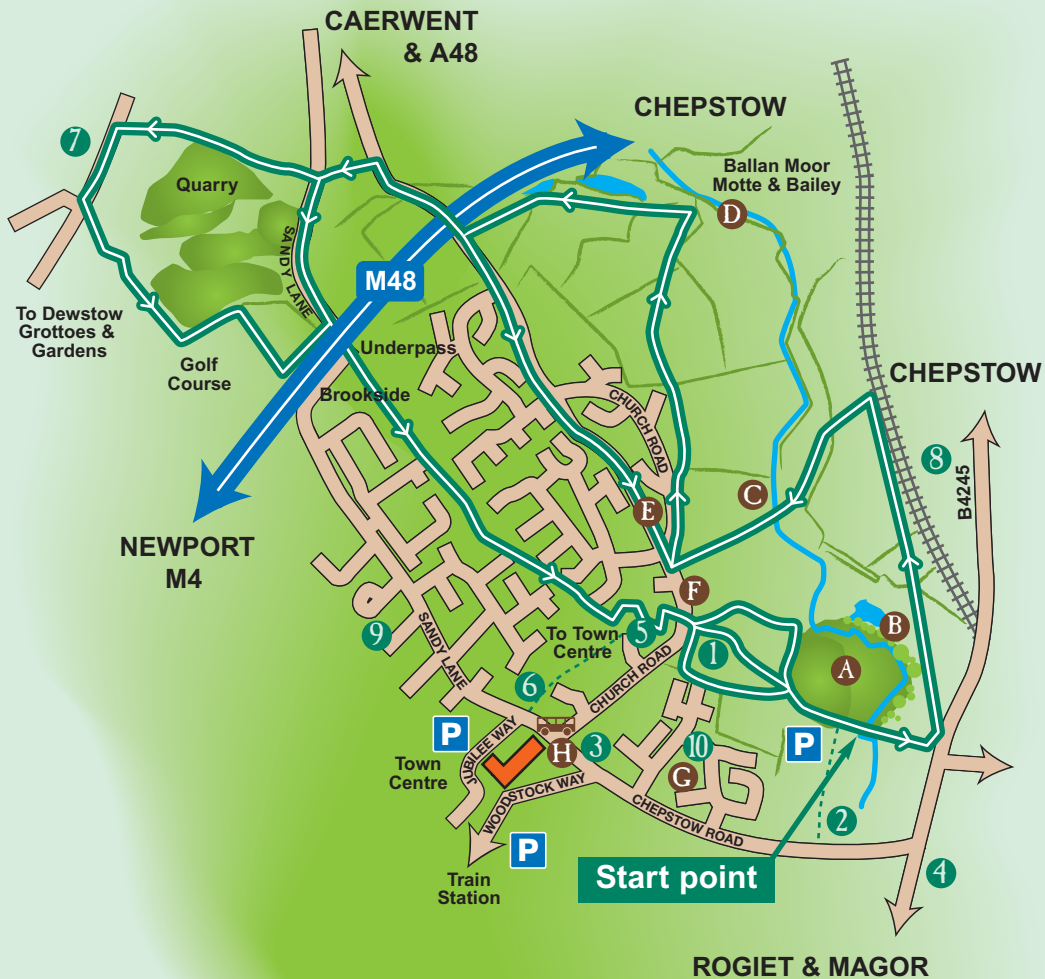 CAERWENT
& A48
CHEPSTOW
7
Quarry
Ballan Moor
Motte & Bailey
D
SANDY LANE
M48
To Dewstow
Grottoes &
Gardens
Golf
Course
Underpass
Brookside
CHURCH ROAD
CHEPSTOW
8
B4245
C
E
NEWPORT
M4
F
B
9
SANDY LANE
To Town
Centre
5
1
A
CHURCH ROAD
6
P
JUBILEE WAY
Town
Centre
H
3
10
P
G
WOODSTOCK WAY
CHEPSTOW ROAD
2
P
Train
Station
Start point
4
ROGIET & MAGOR